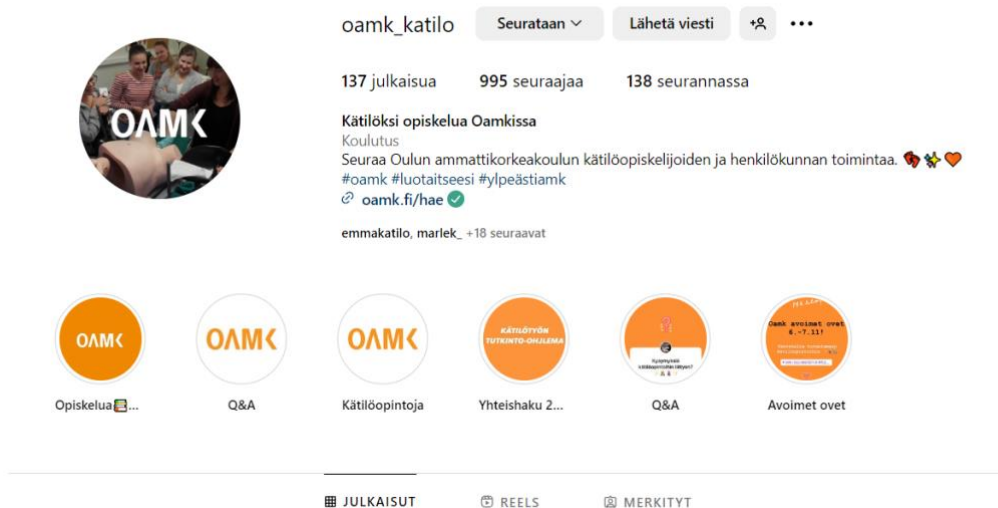 oamk_katilo Seurataan Lähetä viesti
137 julkaisua 995 seuraajaa 138 seurannassa
OAMK
Kätilöksi opiskelua Oamkissa
Koulutus
Seuraa Oulun ammattikorkeakoulun kätilöopiskelijoiden ja henkilökunnan toimintaa.
#oamk #luotaitseesi #ylpeästiamk
oamk.fi/hae
emmakatilo, marlek_ +18 seuraavat
OAMK
OAMK
OAMK
KÄTILÖTYÖN
TUTKINTO-OHJLEMA
Oamk avoimet ovet
6.-7.11!
Opiskelua... Q&A Kätilöopintoja Yhteishaku 2... Q&A Avoimet ovet
JULKAISUT REELS MERKITYT